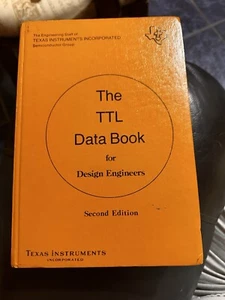 The Engineering Staff of
TEXAS INSTRUMENTS INCORPORATED
Semiconductor Group
The
TTL
Data Book
for
Design Engineers
Second Edition
TEXAS INSTRUMENTS
INCORPORATED